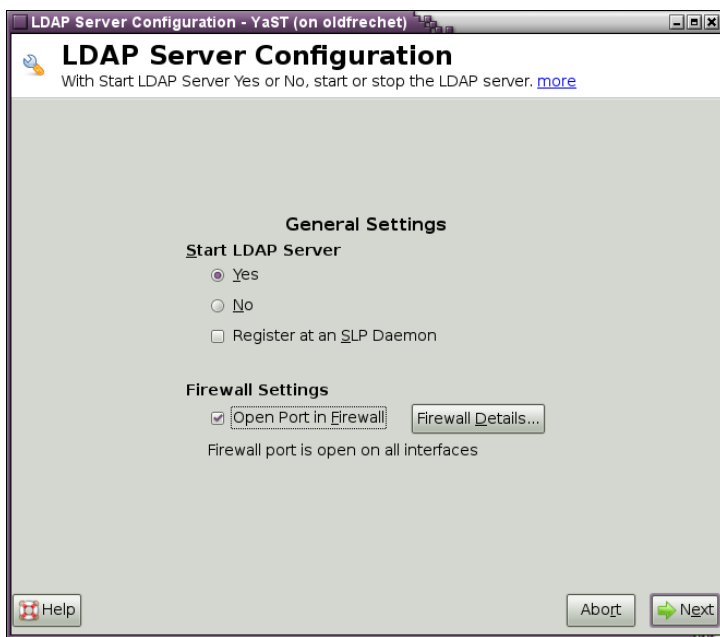 LDAP Server Configuration - YaST (on oldfrechet)
LDAP Server Configuration
With Start LDAP Server Yes or No, start or stop the LDAP server. more
General Settings
Start LDAP Server
Yes
No
Register at an SLP Daemon
Firewall Settings
Open Port in Firewall
Firewall Details...
Firewall port is open on all interfaces
Help
Abort
Next